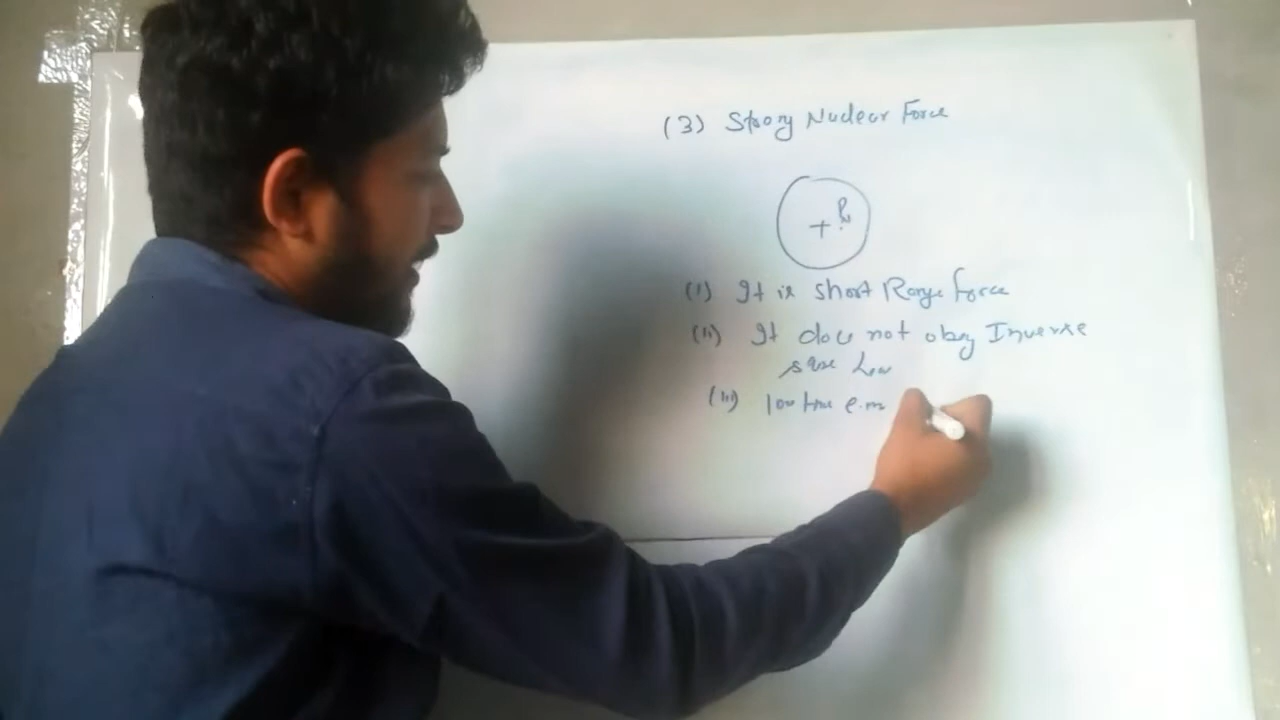 (3) Strong Nuclear Force
+ P
(i) It is short Range force
(ii) It does not obey Inverse
Law
(iii) 100 time e.m